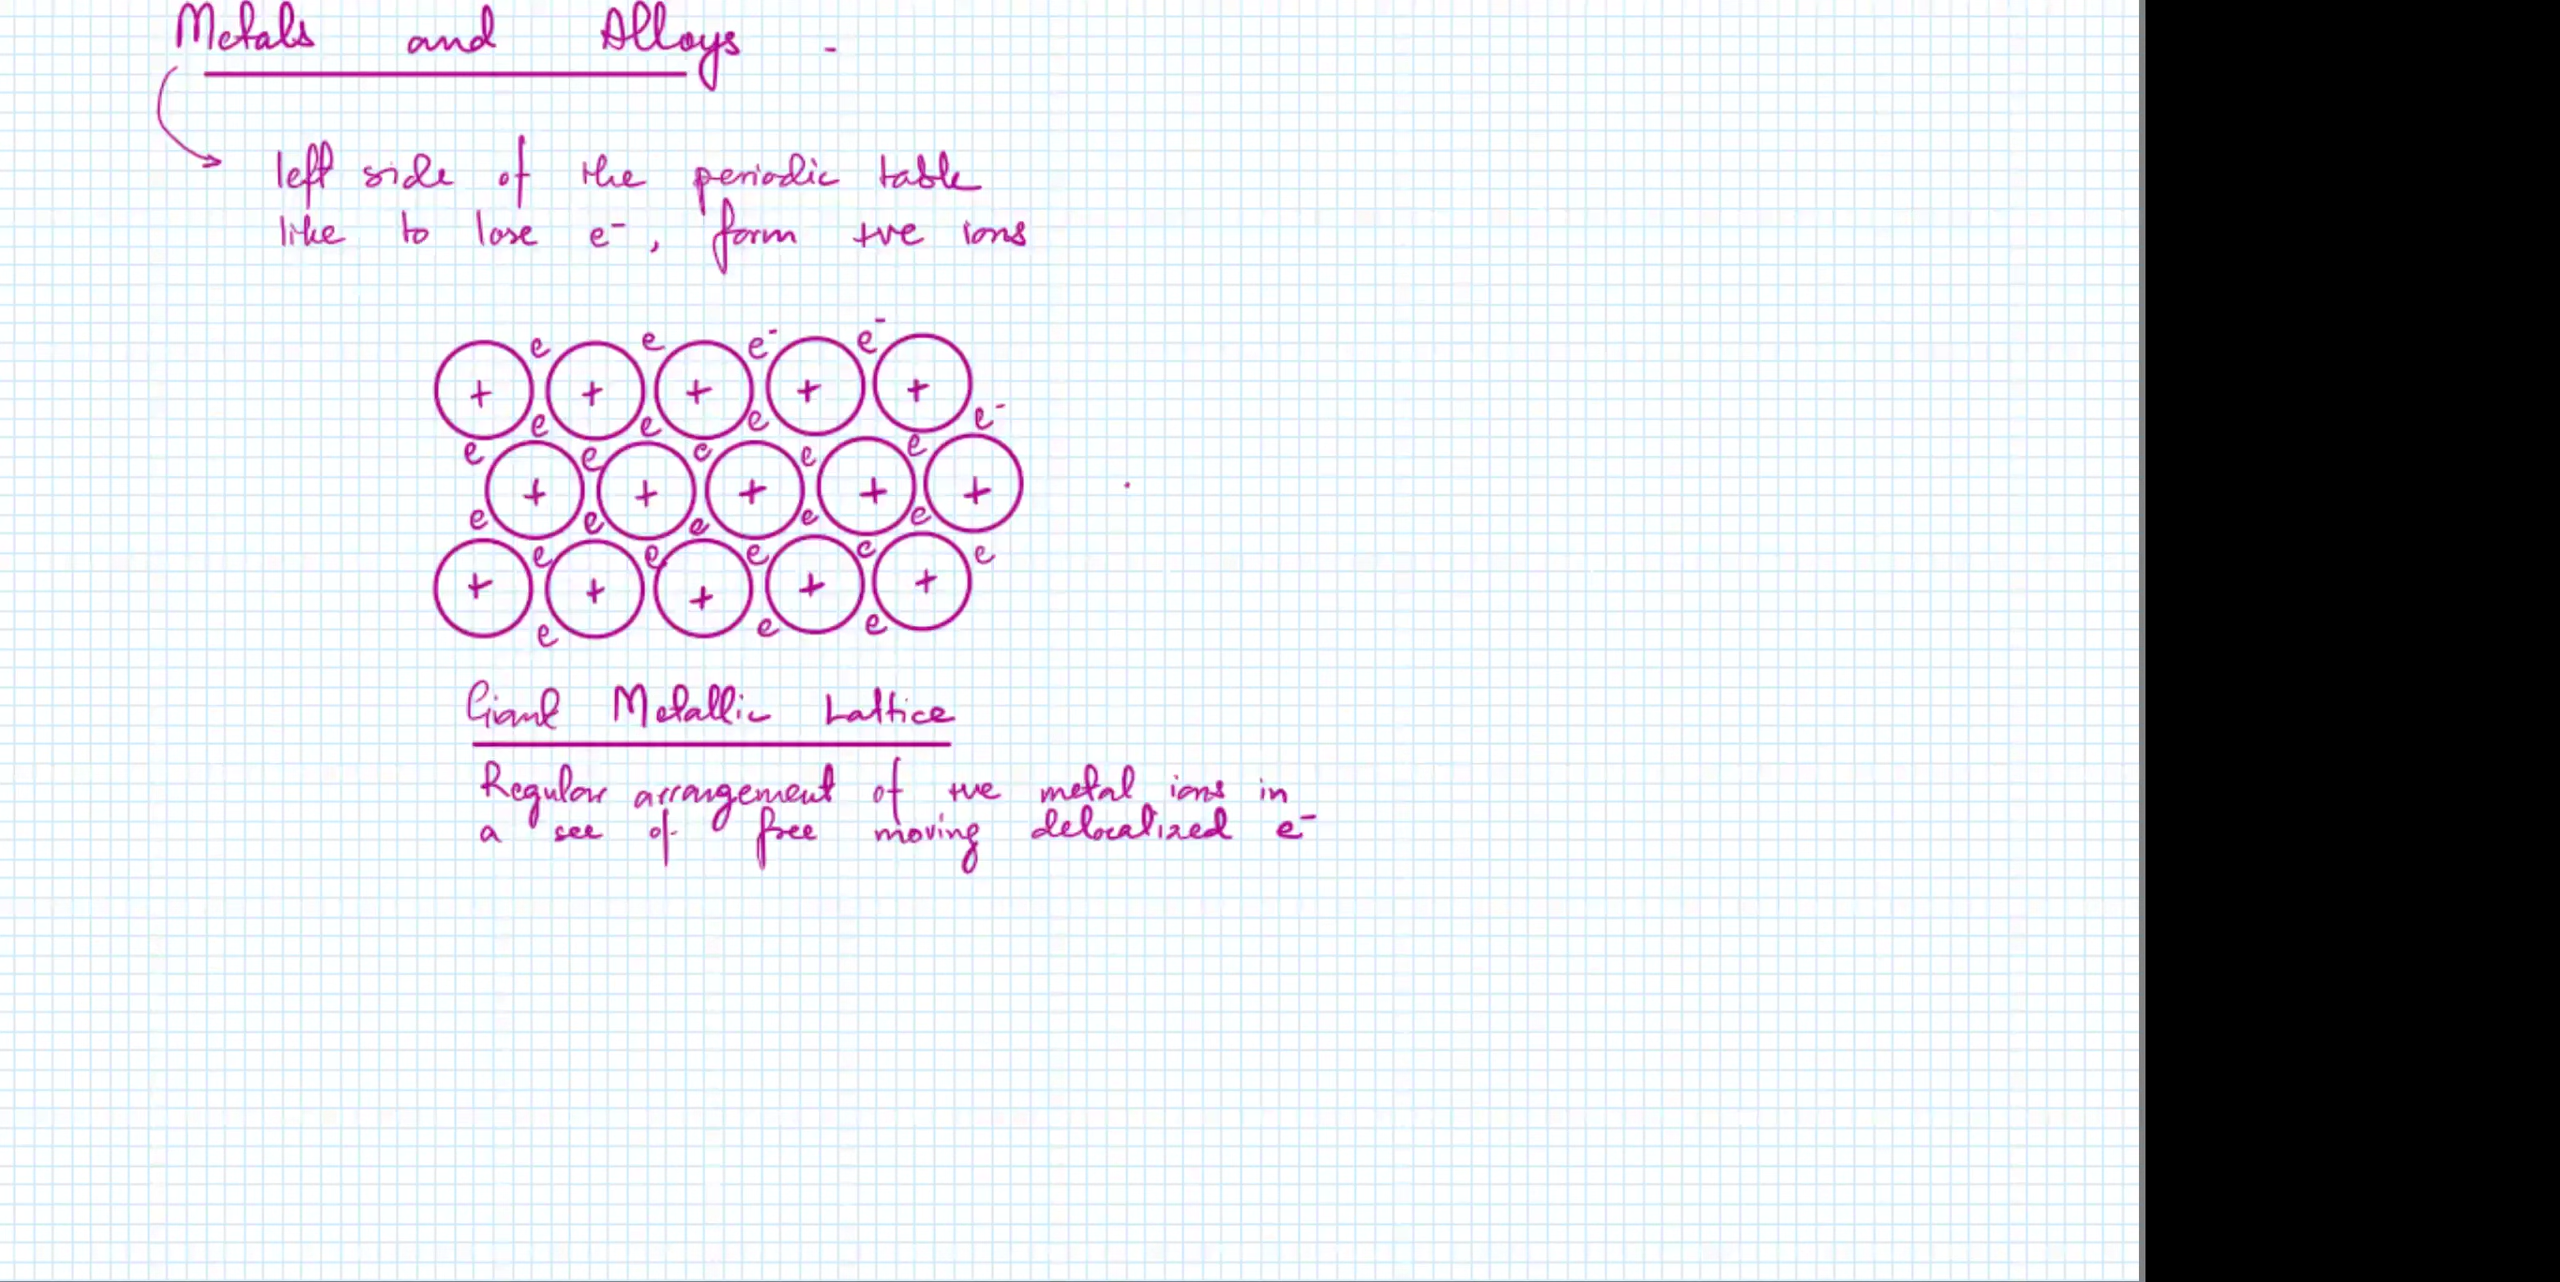 Metals and Alloys -
left side of the periodic table
like to lose e⁻, form +ve ions
e e e⁻ e⁻
+ + + + +
e e e e⁻
e e e e e
+ + + + +
e e e e e
e e e e e
+ + + + +
e e e
Giant Metallic Lattice
Regular arrangement of +ve metal ions in
a see of free moving delocalized e⁻